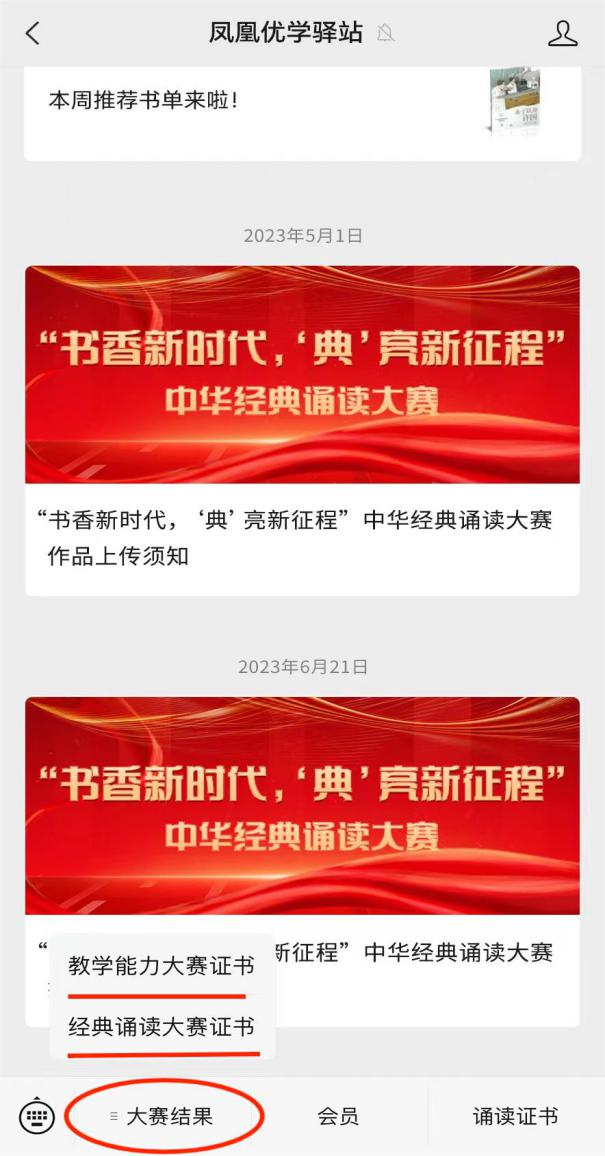 凤凰优学驿站
本周推荐书单来啦!
2023年5月1日
“书香新时代，‘典’亮新征程”
中华经典诵读大赛
“书香新时代，‘典’亮新征程”中华经典诵读大赛
作品上传须知
2023年6月21日
“书香新时代，‘典’亮新征程”
中华经典诵读大赛
“ 新征程”中华经典诵读大赛
教学能力大赛证书
经典诵读大赛证书
大赛结果
会员
诵读证书